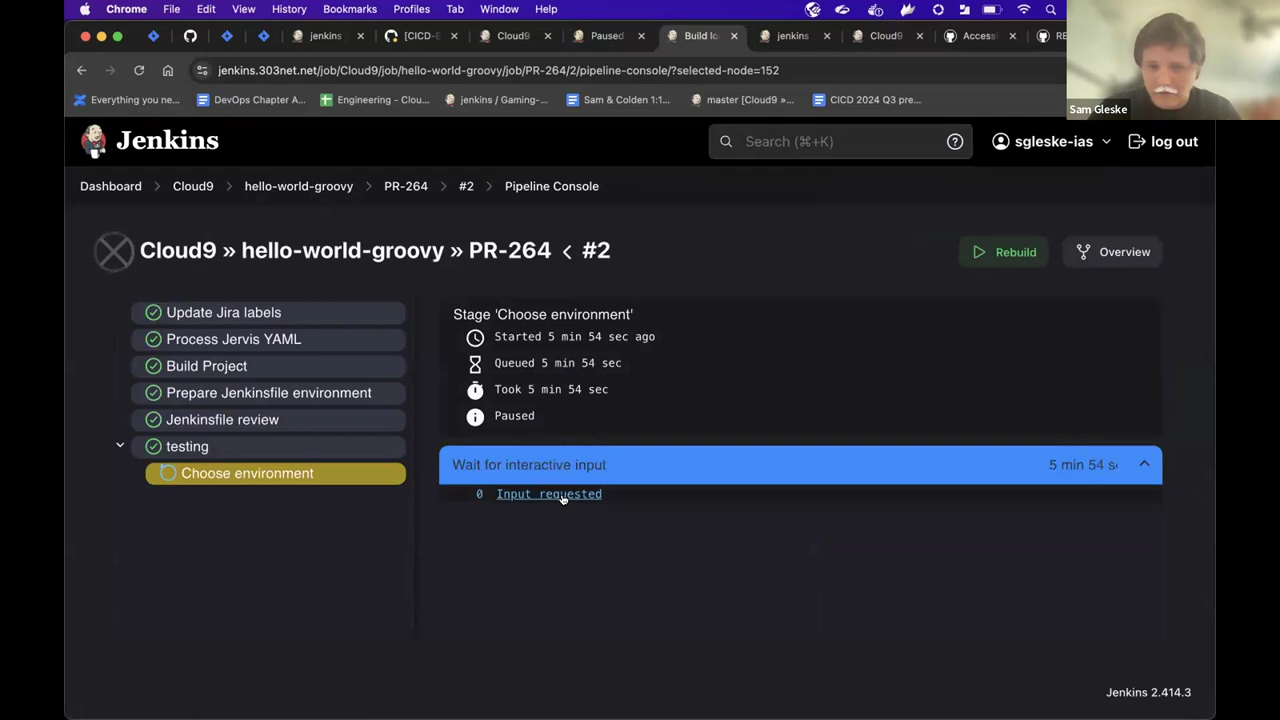 Chrome File Edit View History Bookmarks Profiles Tab Window Help
jenkins [CICD-8 Cloud9 Paused Build lo jenkins Cloud9 Accessi RE
jenkins.303net.net/job/Cloud9/job/hello-world-groovy/job/PR-264/2/pipeline-console/?selected-node=152
Everything you ne... DevOps Chapter A... Engineering - Clou... jenkins / Gaming-... Sam & Colden 1:1... master [Cloud9 »... CICD 2024 Q3 pre...
Sam Gleske
Jenkins
Search (⌘+K)
sgleske-ias
log out
Dashboard > Cloud9 > hello-world-groovy > PR-264 > #2 > Pipeline Console
Cloud9 » hello-world-groovy » PR-264 < #2
Rebuild
Overview
Update Jira labels
Process Jervis YAML
Build Project
Prepare Jenkinsfile environment
Jenkinsfile review
testing
Choose environment
Stage 'Choose environment'
Started 5 min 54 sec ago
Queued 5 min 54 sec
Took 5 min 54 sec
Paused
Wait for interactive input 5 min 54 s
0 Input requested
Jenkins 2.414.3